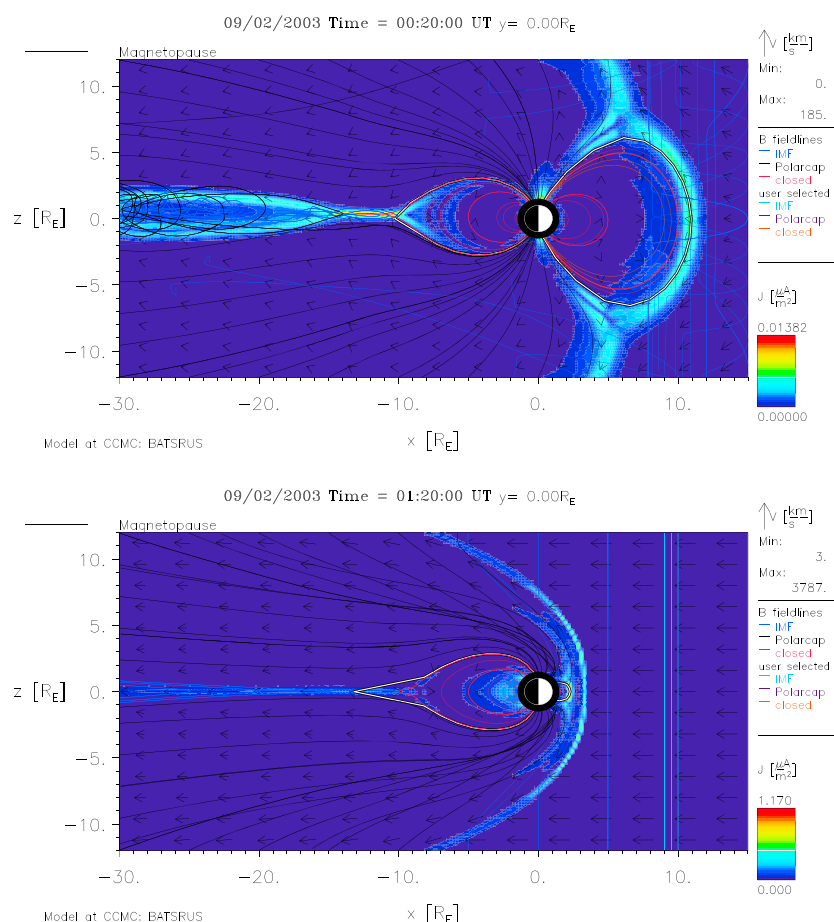 09/02/2003 Time = 00:20:00 UT y= 0.00R_E
Magnetopause
V [km/s]
Min:
0.
Max:
185.
B fieldlines
IMF
Polarcap
closed
user selected
IMF
Polarcap
closed
J [μA/m²]
0.01382
0.00000
10.
5.
0.
−5.
−10.
z [R_E]
−30.
−20.
−10.
0.
10.
x [R_E]
Model at CCMC: BATSRUS
09/02/2003 Time = 01:20:00 UT y= 0.00R_E
Magnetopause
V [km/s]
Min:
3.
Max:
3787.
B fieldlines
IMF
Polarcap
closed
user selected
IMF
Polarcap
closed
J [μA/m²]
1.170
0.000
10.
5.
0.
−5.
−10.
z [R_E]
−30.
−20.
−10.
0.
10.
x [R_E]
Model at CCMC: BATSRUS